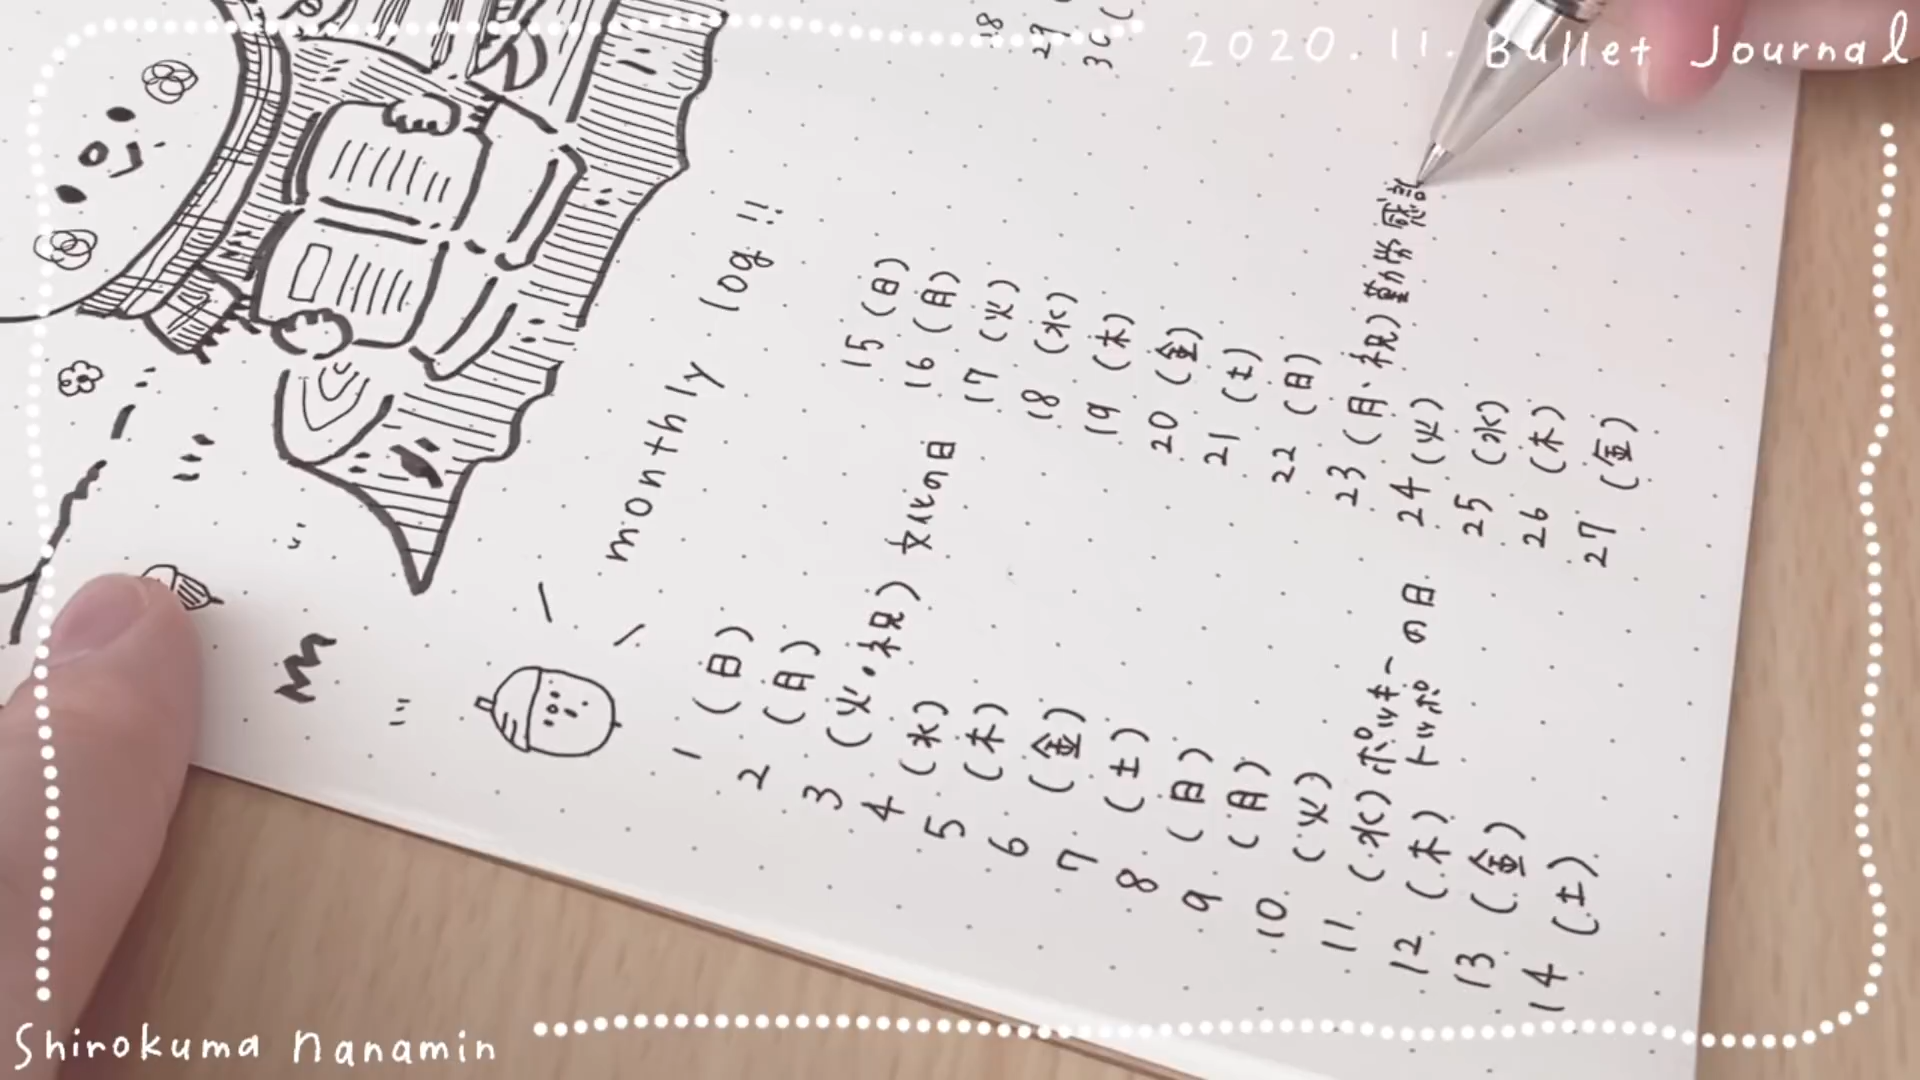 2020.11. Bullet Journal
monthly log!!
1 (日)
2 (月)
3 (火・祝) 文化の日
4 (水)
5 (木)
6 (金)
7 (土)
8 (日)
9 (月)
10 (火)
11 (水) ポッキーの日
トッポ
12 (木)
13 (金)
14 (土)
15 (日)
16 (月)
17 (火)
18 (水)
19 (木)
20 (金)
21 (土)
22 (日)
23 (月・祝) 勤労感
24 (火)
25 (水)
26 (木)
27 (金)
Shirokuma nanamin